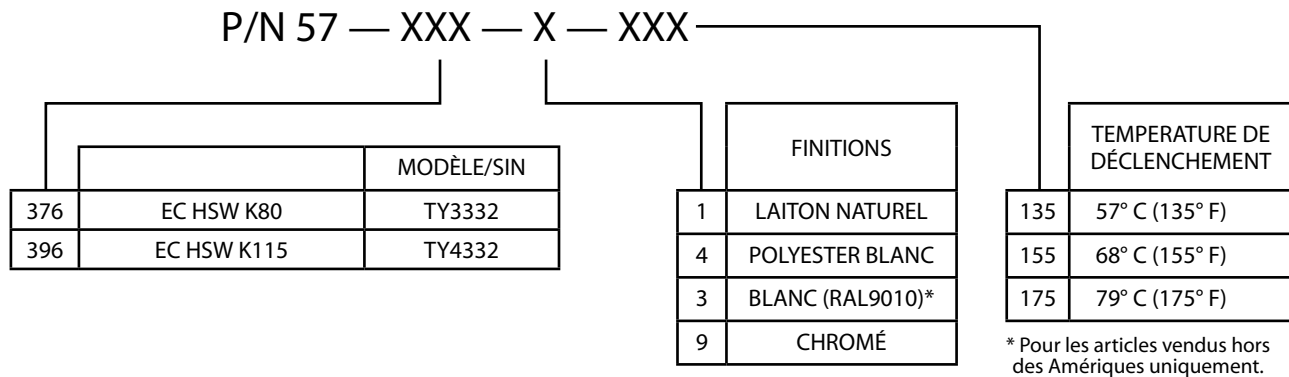 P/N 57 — XXX — X — XXX
MODÈLE/SIN
376 EC HSW K80 TY3332
396 EC HSW K115 TY4332
FINITIONS
1 LAITON NATUREL
4 POLYESTER BLANC
3 BLANC (RAL9010)*
9 CHROMÉ
TEMPERATURE DE
DÉCLENCHEMENT
135 57° C (135° F)
155 68° C (155° F)
175 79° C (175° F)
* Pour les articles vendus hors
des Amériques uniquement.